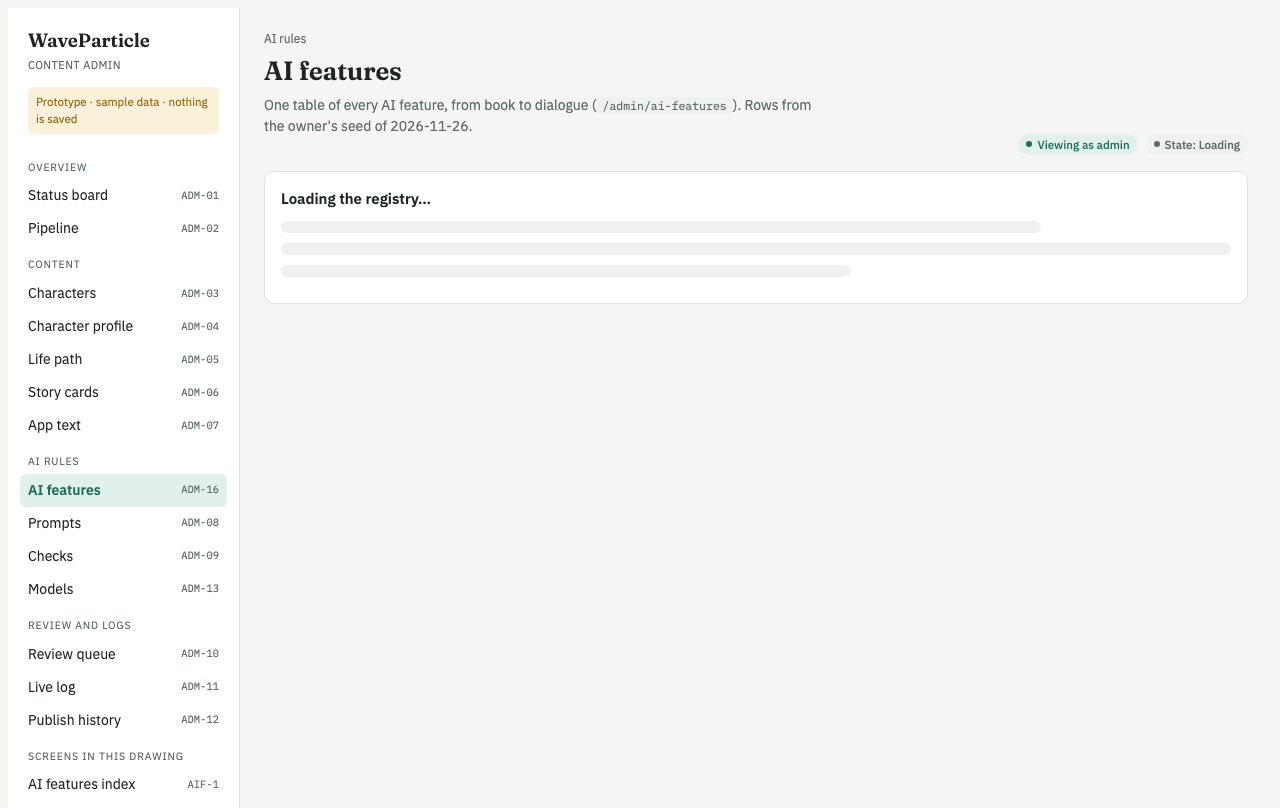 WaveParticle
CONTENT ADMIN
Prototype · sample data · nothing
is saved
OVERVIEW
Status board ADM-01
Pipeline ADM-02
CONTENT
Characters ADM-03
Character profile ADM-04
Life path ADM-05
Story cards ADM-06
App text ADM-07
AI RULES
AI features ADM-16
Prompts ADM-08
Checks ADM-09
Models ADM-13
REVIEW AND LOGS
Review queue ADM-10
Live log ADM-11
Publish history ADM-12
SCREENS IN THIS DRAWING
AI features index AIF-1
AI rules
AI features
One table of every AI feature, from book to dialogue ( /admin/ai-features ). Rows from
the owner's seed of 2026-11-26.
Viewing as admin State: Loading
Loading the registry…